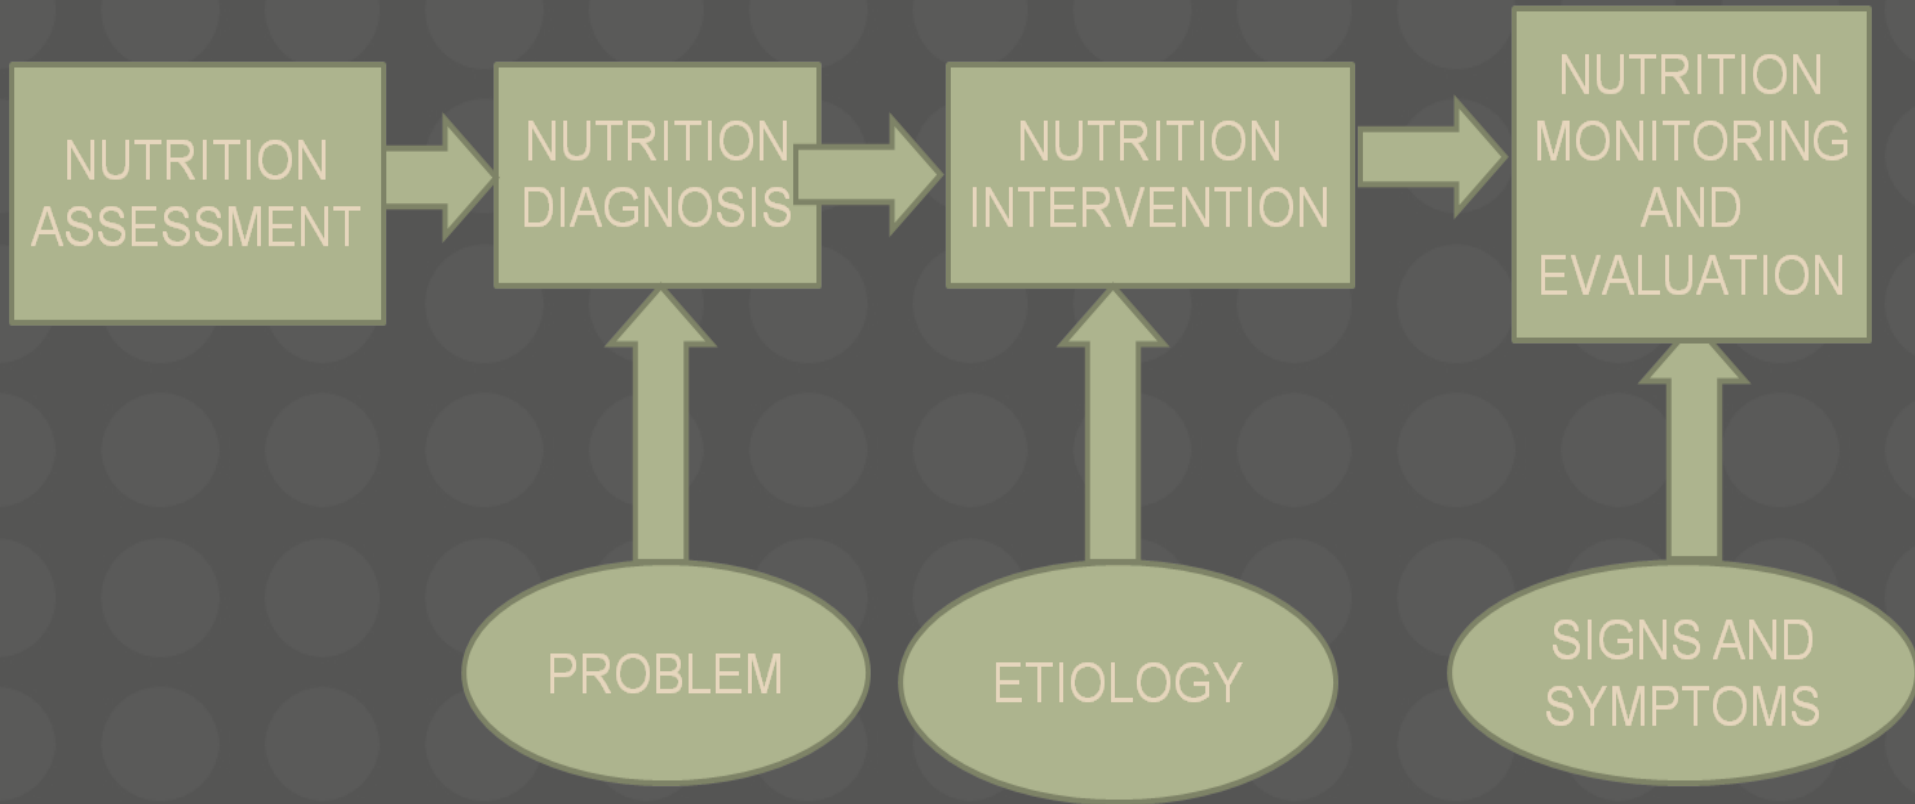 NUTRITION
ASSESSMENT
NUTRITION
DIAGNOSIS
NUTRITION
INTERVENTION
NUTRITION
MONITORING
AND
EVALUATION
PROBLEM
ETIOLOGY
SIGNS AND
SYMPTOMS